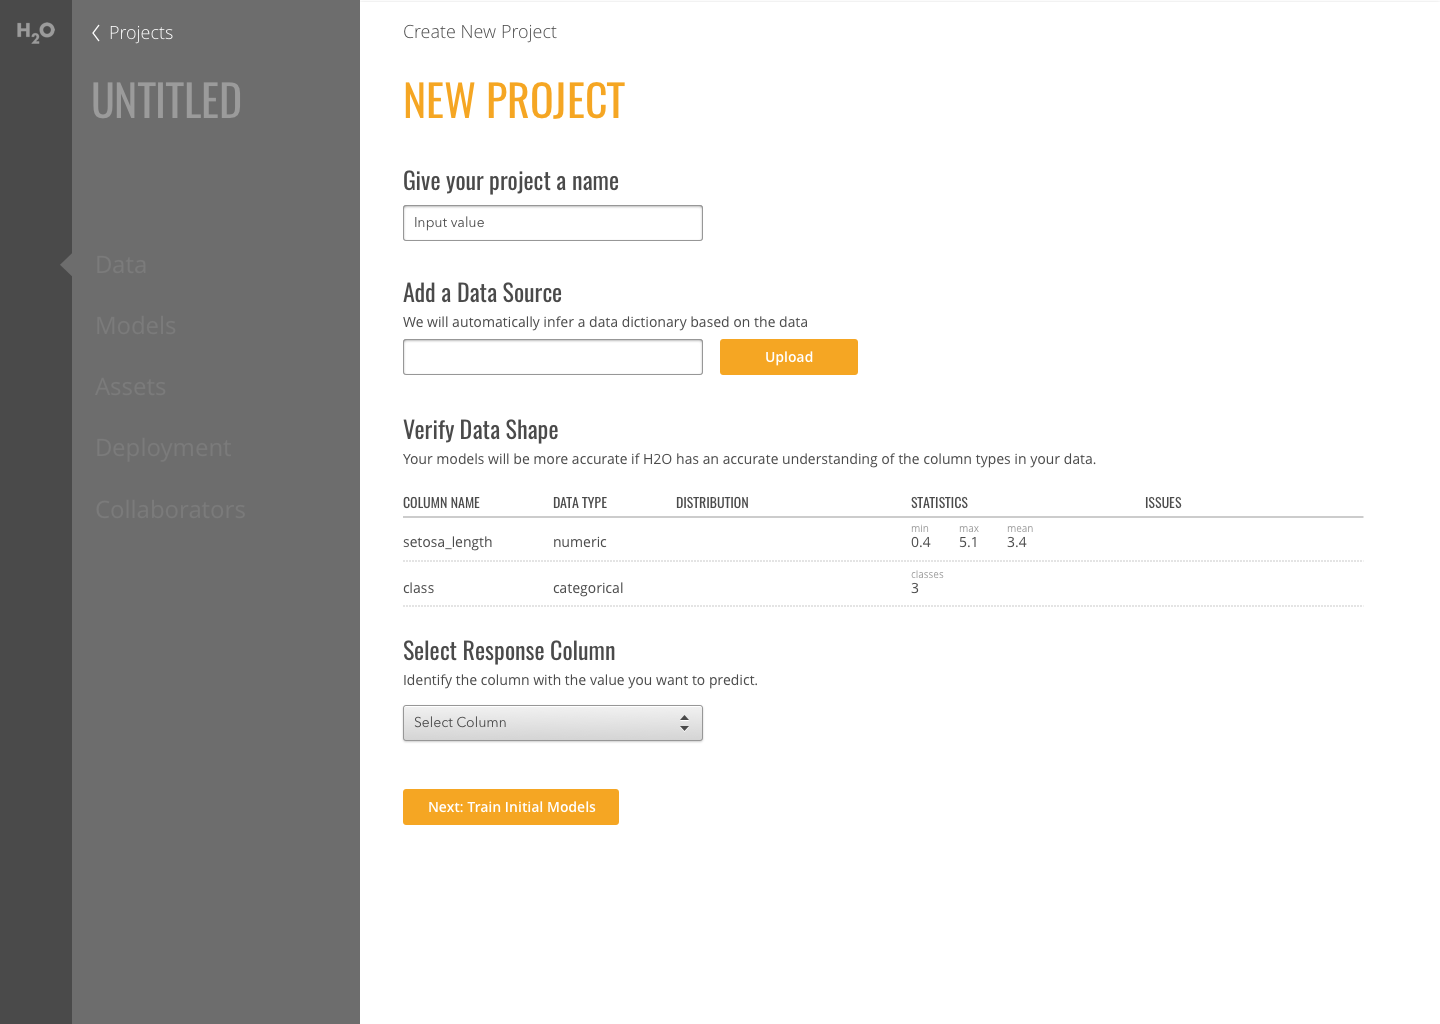 H2O
Projects
UNTITLED
Data
Models
Assets
Deployment
Collaborators
Create New Project
NEW PROJECT
Give your project a name
Input value
Add a Data Source
We will automatically infer a data dictionary based on the data
Upload
Verify Data Shape
Your models will be more accurate if H2O has an accurate understanding of the column types in your data.
COLUMN NAME DATA TYPE DISTRIBUTION STATISTICS ISSUES
min max mean
setosa_length numeric 0.4 5.1 3.4
classes
class categorical 3
Select Response Column
Identify the column with the value you want to predict.
Select Column
Next: Train Initial Models